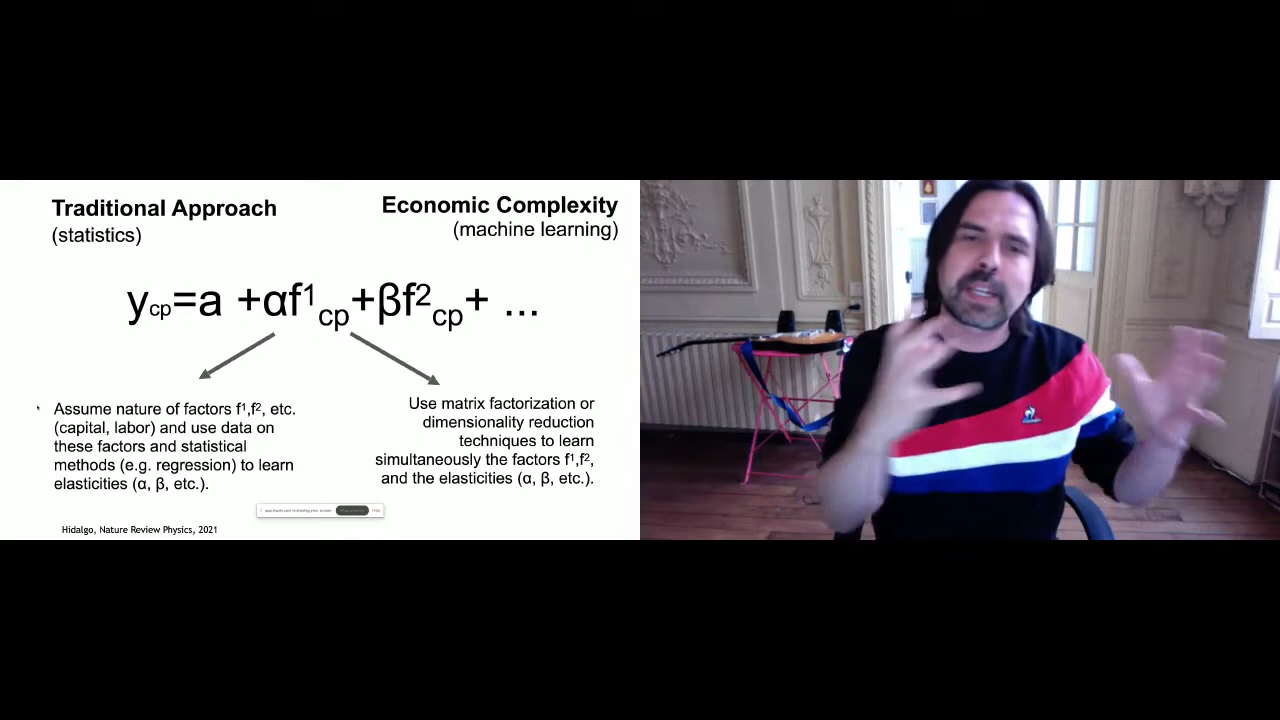 Traditional Approach
(statistics)
Economic Complexity
(machine learning)
ycp=a +αf¹cp+βf²cp+ ...
Assume nature of factors f¹,f², etc.
(capital, labor) and use data on
these factors and statistical
methods (e.g. regression) to learn
elasticities (α, β, etc.).
Use matrix factorization or
dimensionality reduction
techniques to learn
simultaneously the factors f¹,f²,
and the elasticities (α, β, etc.).
Hidalgo, Nature Review Physics, 2021